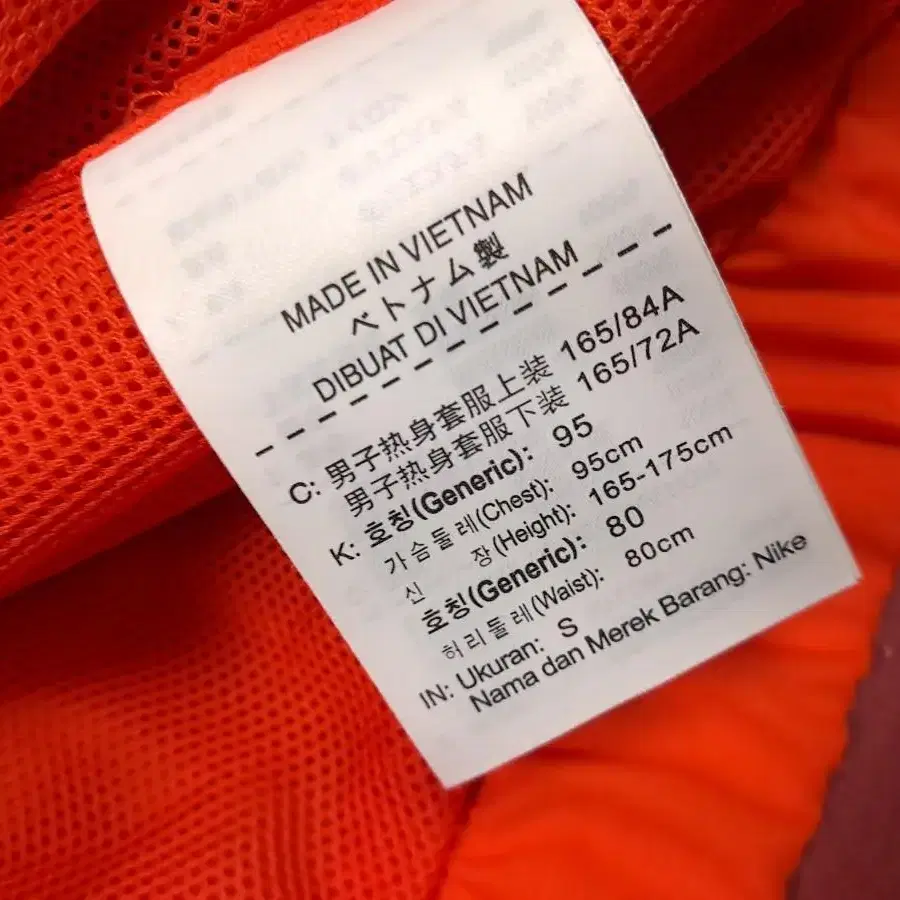 MADE IN VIETNAM
ベトナム製
DIBUAT DI VIETNAM
C: 男子热身套服上装 165/84A
男子热身套服下装 165/72A
K: 호칭(Generic): 95
가슴둘레(Chest): 95cm
신 장(Height): 165-175cm
호칭(Generic): 80
허리둘레(Waist): 80cm
IN: Ukuran: S
Nama dan Merek Barang: Nike